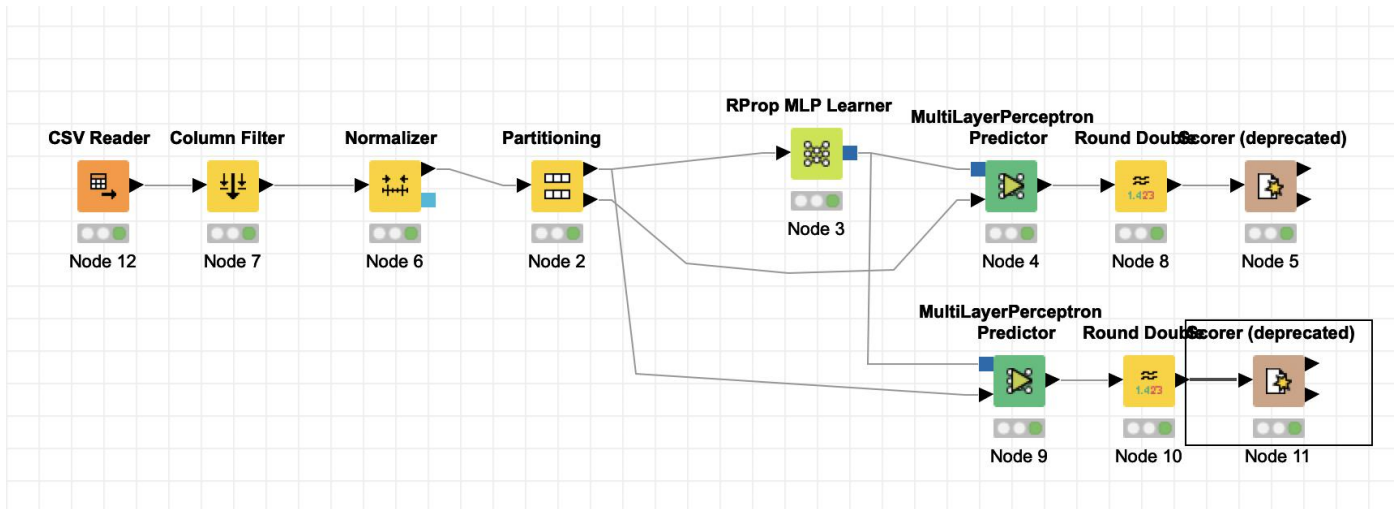 RProp MLP Learner
MultiLayerPerceptron
CSV Reader Column Filter Normalizer Partitioning Predictor Round Double Scorer (deprecated)
1.423
Node 3
Node 12 Node 7 Node 6 Node 2 Node 4 Node 8 Node 5
MultiLayerPerceptron
Predictor Round Double Scorer (deprecated)
1.423
Node 9 Node 10 Node 11